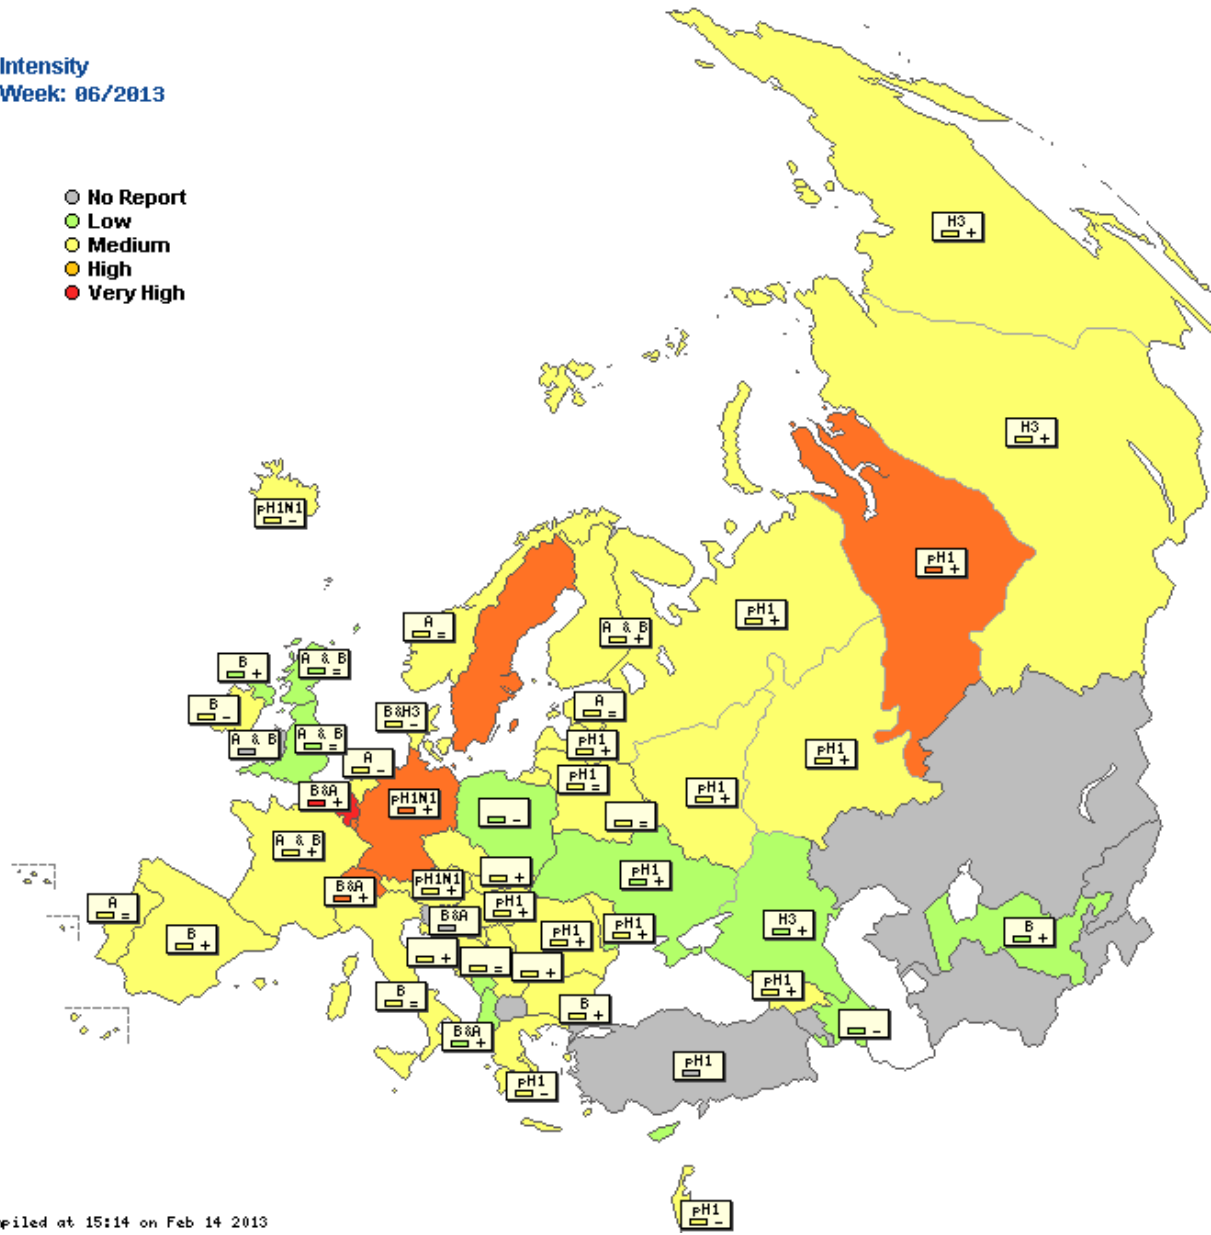 Intensity
Week: 06/2013
No Report
Low
Medium
High
Very High
H3
+
H3
+
pH1N1
-
pH1
+
pH1
+
A
=
A & B
+
A & B
=
B
+
B
-
A
=
B&H3
-
A & B
=
A & B
pH1
+
pH1
+
A
-
pH1
=
pH1
+
B&A
+
pH1N1
+
-
=
A & B
+
pH1
+
+
pH1N1
+
B&A
+
A
=
pH1
+
B&A
H3
+
pH1
+
B
+
B
+
pH1
+
+
=
+
pH1
+
B
=
B
+
-
B&A
+
pH1
pH1
-
pH1
-
piled at 15:14 on Feb 14 2013